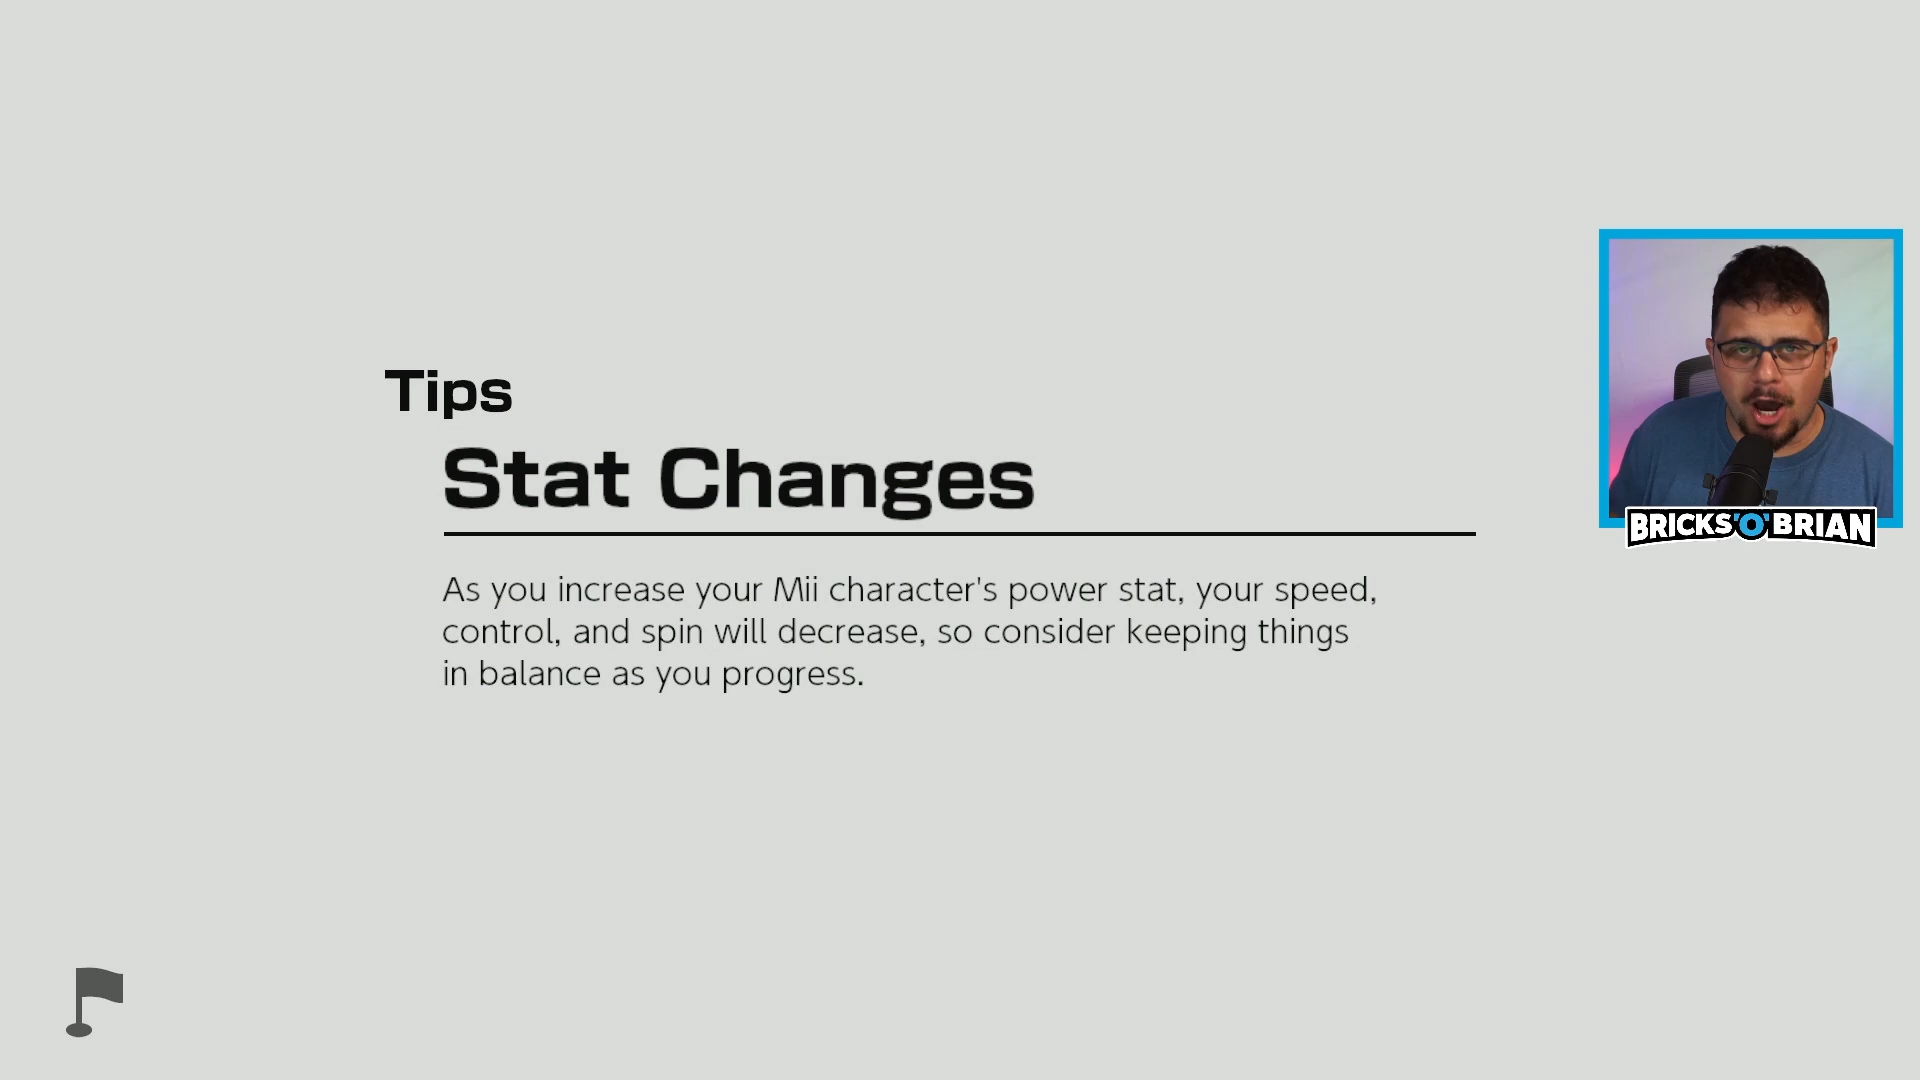 Tips
Stat Changes
As you increase your Mii character's power stat, your speed,
control, and spin will decrease, so consider keeping things
in balance as you progress.
BRICKS'O'BRIAN